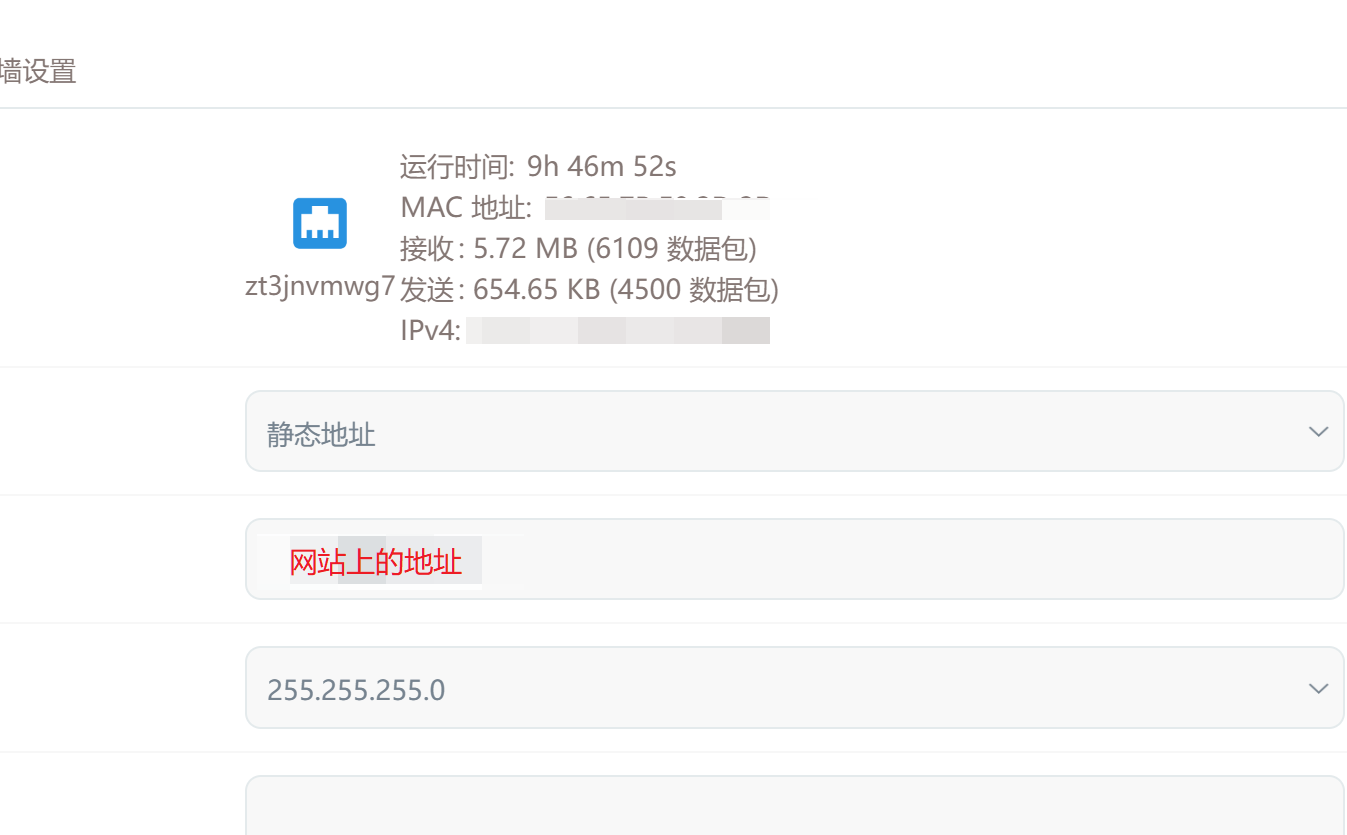 墙设置
运行时间: 9h 46m 52s
MAC 地址:
接收: 5.72 MB (6109 数据包)
zt3jnvmwg7
发送: 654.65 KB (4500 数据包)
IPv4:
静态地址
网站上的地址
255.255.255.0